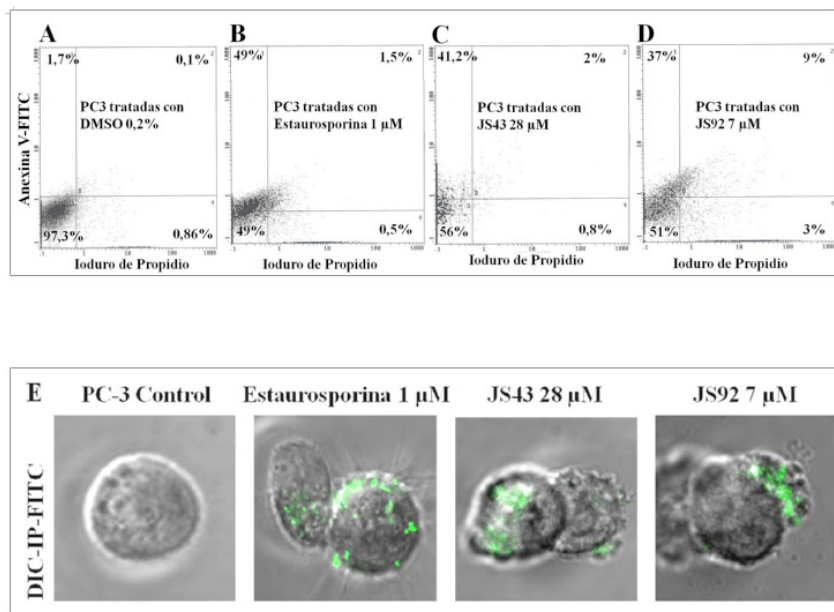 A
B
C
D
1,7%
0,1%
PC3 tratadas con
DMSO 0,2%
97,3%
0,86%
Anexina V-FITC
Ioduro de Propidio
49%
1,5%
PC3 tratadas con
Estaurosporina 1 µM
49%
0,5%
Ioduro de Propidio
41,2%
2%
PC3 tratadas con
JS43 28 µM
56%
0,8%
Ioduro de Propidio
37%
9%
PC3 tratadas con
JS92 7 µM
51%
3%
Ioduro de Propidio
E
PC-3 Control
Estaurosporina 1 µM
JS43 28 µM
JS92 7 µM
DIC-IP-FITC